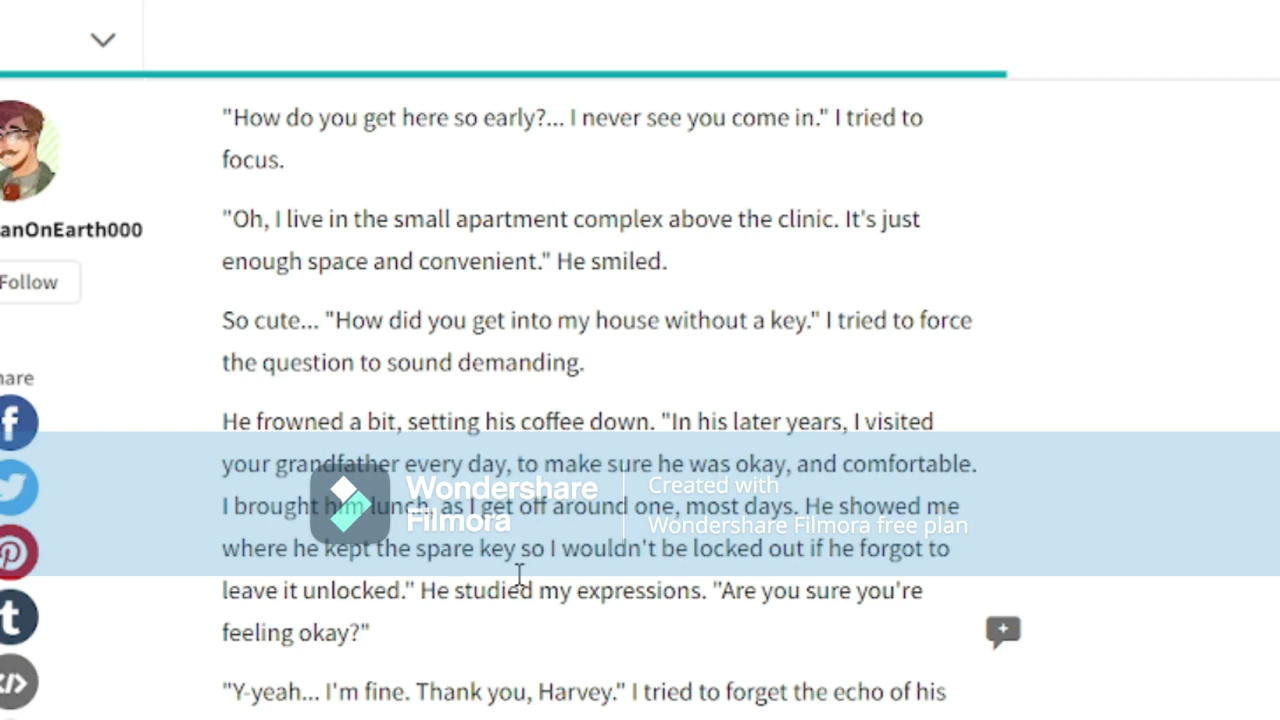 "How do you get here so early?... I never see you come in." I tried to
focus.
anOnEarth000
Follow
"Oh, I live in the small apartment complex above the clinic. It's just
enough space and convenient." He smiled.
So cute... "How did you get into my house without a key." I tried to force
the question to sound demanding.
hare
He frowned a bit, setting his coffee down. "In his later years, I visited
your grandfather every day, to make sure he was okay, and comfortable.
I brought him lunch, as I get off around one, most days. He showed me
where he kept the spare key so I wouldn't be locked out if he forgot to
leave it unlocked." He studied my expressions. "Are you sure you're
feeling okay?"
"Y-yeah... I'm fine. Thank you, Harvey." I tried to forget the echo of his
Wondershare
Filmora
Created with
Wondershare Filmora free plan